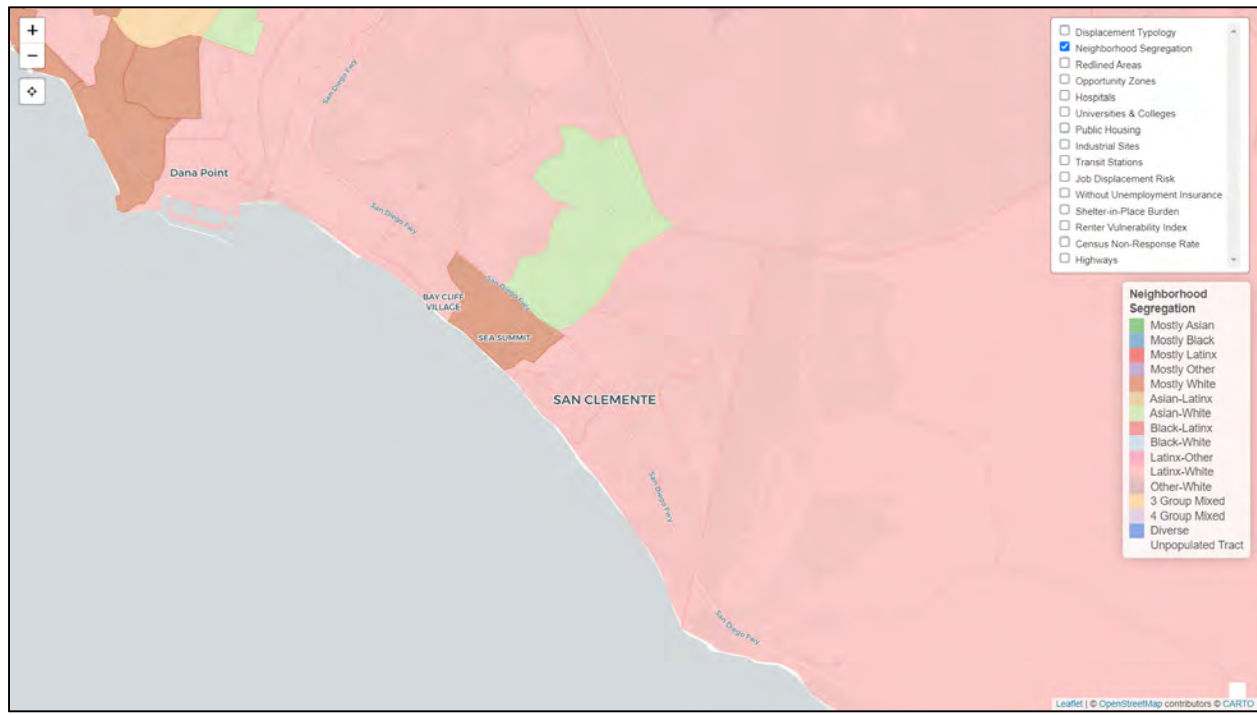 +
−
San Diego Fwy
Dana Point
San Diego Fwy
San Diego Fwy
BAY CLIFF
VILLAGE
SEA SUMMIT
SAN CLEMENTE
San Diego Fwy
San Diego Fwy
Displacement Typology
Neighborhood Segregation
Redlined Areas
Opportunity Zones
Hospitals
Universities & Colleges
Public Housing
Industrial Sites
Transit Stations
Job Displacement Risk
Without Unemployment Insurance
Shelter-in-Place Burden
Renter Vulnerability Index
Census Non-Response Rate
Highways
Neighborhood
Segregation
Mostly Asian
Mostly Black
Mostly Latinx
Mostly Other
Mostly White
Asian-Latinx
Asian-White
Black-Latinx
Black-White
Latinx-Other
Latinx-White
Other-White
3 Group Mixed
4 Group Mixed
Diverse
Unpopulated Tract
Leaflet | © OpenStreetMap contributors © CARTO